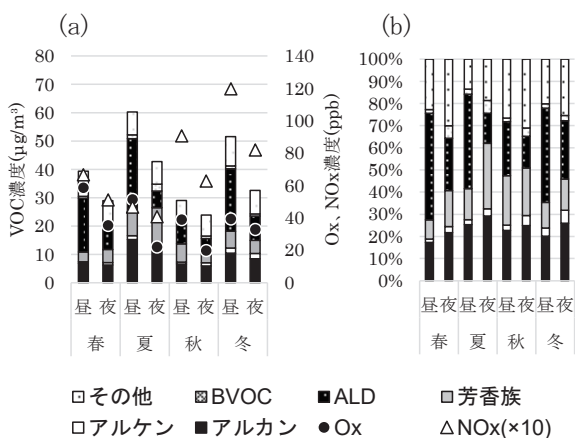 (a)
VOC濃度(µg/m³)
80
70
60
50
40
30
20
10
0
140
120
100
80
60
40
20
0
Ox、NOx濃度(ppb)
昼 夜 昼 夜 昼 夜 昼 夜
春 夏 秋 冬
(b)
100%
90%
80%
70%
60%
50%
40%
30%
20%
10%
0%
昼 夜 昼 夜 昼 夜 昼 夜
春 夏 秋 冬
その他 BVOC ALD 芳香族
アルケン アルカン Ox NOx(×10)